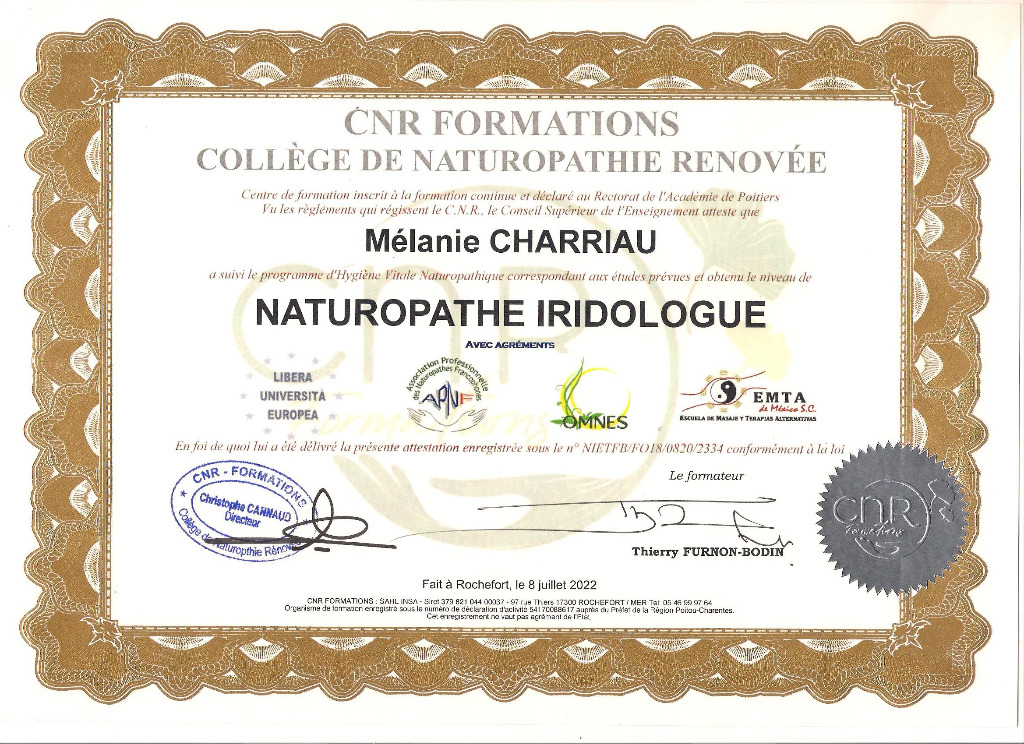 CNR FORMATIONS
COLLÈGE DE NATUROPATHIE RENOVÉE
Centre de formation inscrit à la formation continue et déclaré au Rectorat de l'Académie de Poitiers
Vu les règlements qui régissent le C.N.R., le Conseil Supérieur de l'Enseignement atteste que
Mélanie CHARRIAU
a suivi le programme d'Hygiène Vitale Naturopathique correspondant aux études prévues et obtenu le niveau de
NATUROPATHE IRIDOLOGUE
AVEC AGRÉMENTS
LIBERA
UNIVERSITÀ
EUROPEA
Association Professionnelle
des Naturopathes Francophones
APNF
OMNES
EMTA
de México S.C.
ESCUELA DE MASAJE Y TERAPIAS ALTERNATIVAS
En foi de quoi lui a été délivré la présente attestation enregistrée sous le n° NIETFB/FO18/0820/2334 conformément à la loi
CNR - FORMATIONS
Christophe CANNAUD
Directeur
Collège de Naturopthie Rénovée
Le formateur
Thierry FURNON-BODIN
CNR
Formations
Fait à Rochefort, le 8 juillet 2022
CNR FORMATIONS : SAHL INSA - Siret 379 821 044 00037 - 97 rue Thiers 17300 ROCHEFORT / MER Tel: 05 46 99 97 64
Organisme de formation enregistré sous le numéro de déclaration d'activité 54170088617 auprès du Préfet de la Région Poitou-Charentes.
Cet enregistrement ne vaut pas agrément de l'Etat.